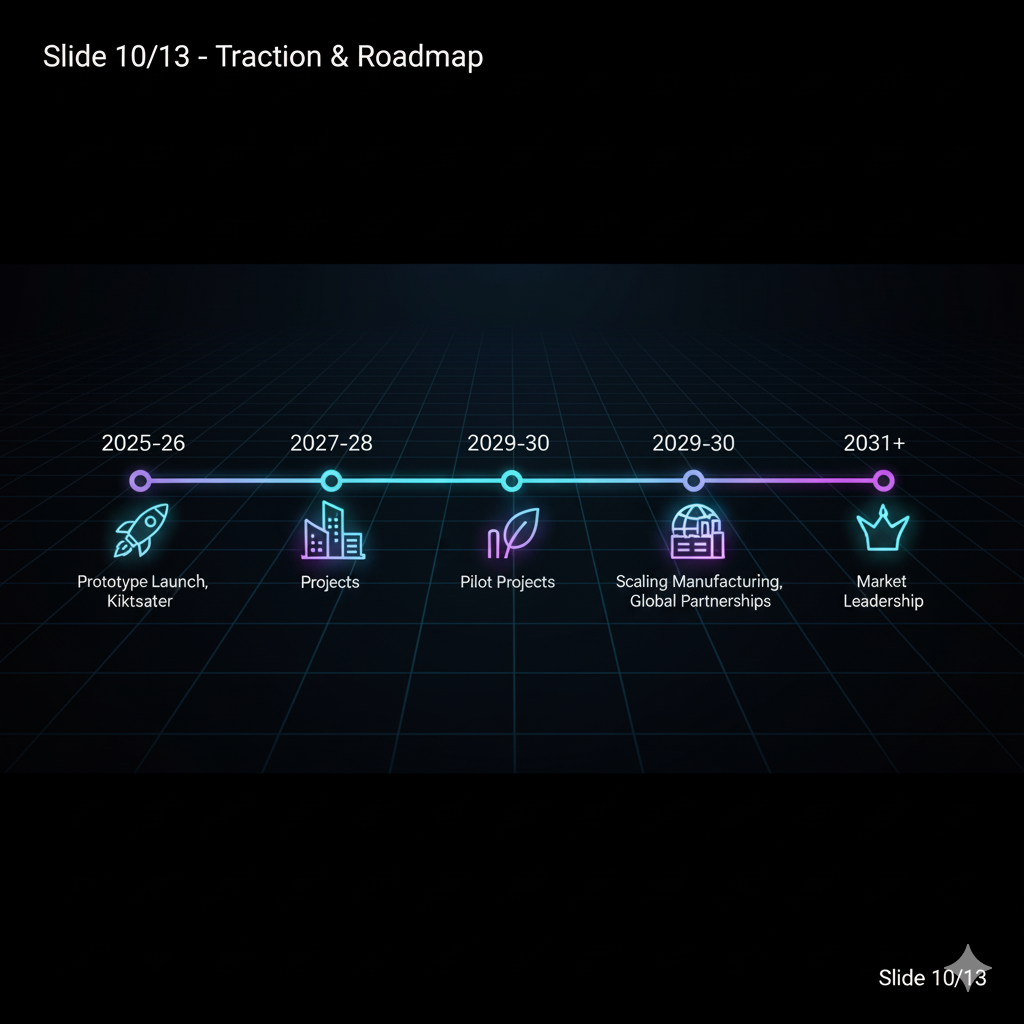 Slide 10/13 - Traction & Roadmap
2025-26
2027-28
2029-30
2029-30
2031+
Prototype Launch,
Kiktsater
Projects
Pilot Projects
Scaling Manufacturing,
Global Partnerships
Market
Leadership
Slide 10/13